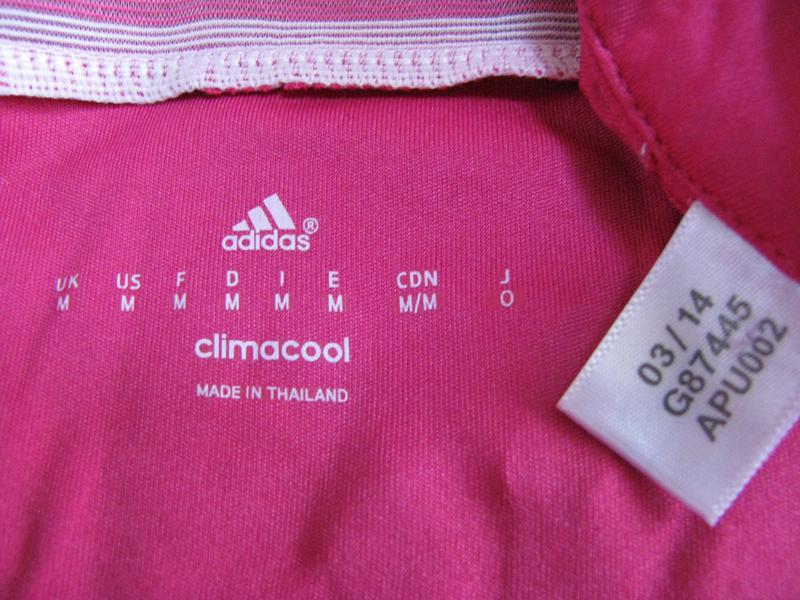 adidas®
UK US F D I E CDN J
M M M M M M M/M O
climacool
MADE IN THAILAND
03/14
G87445
APU002